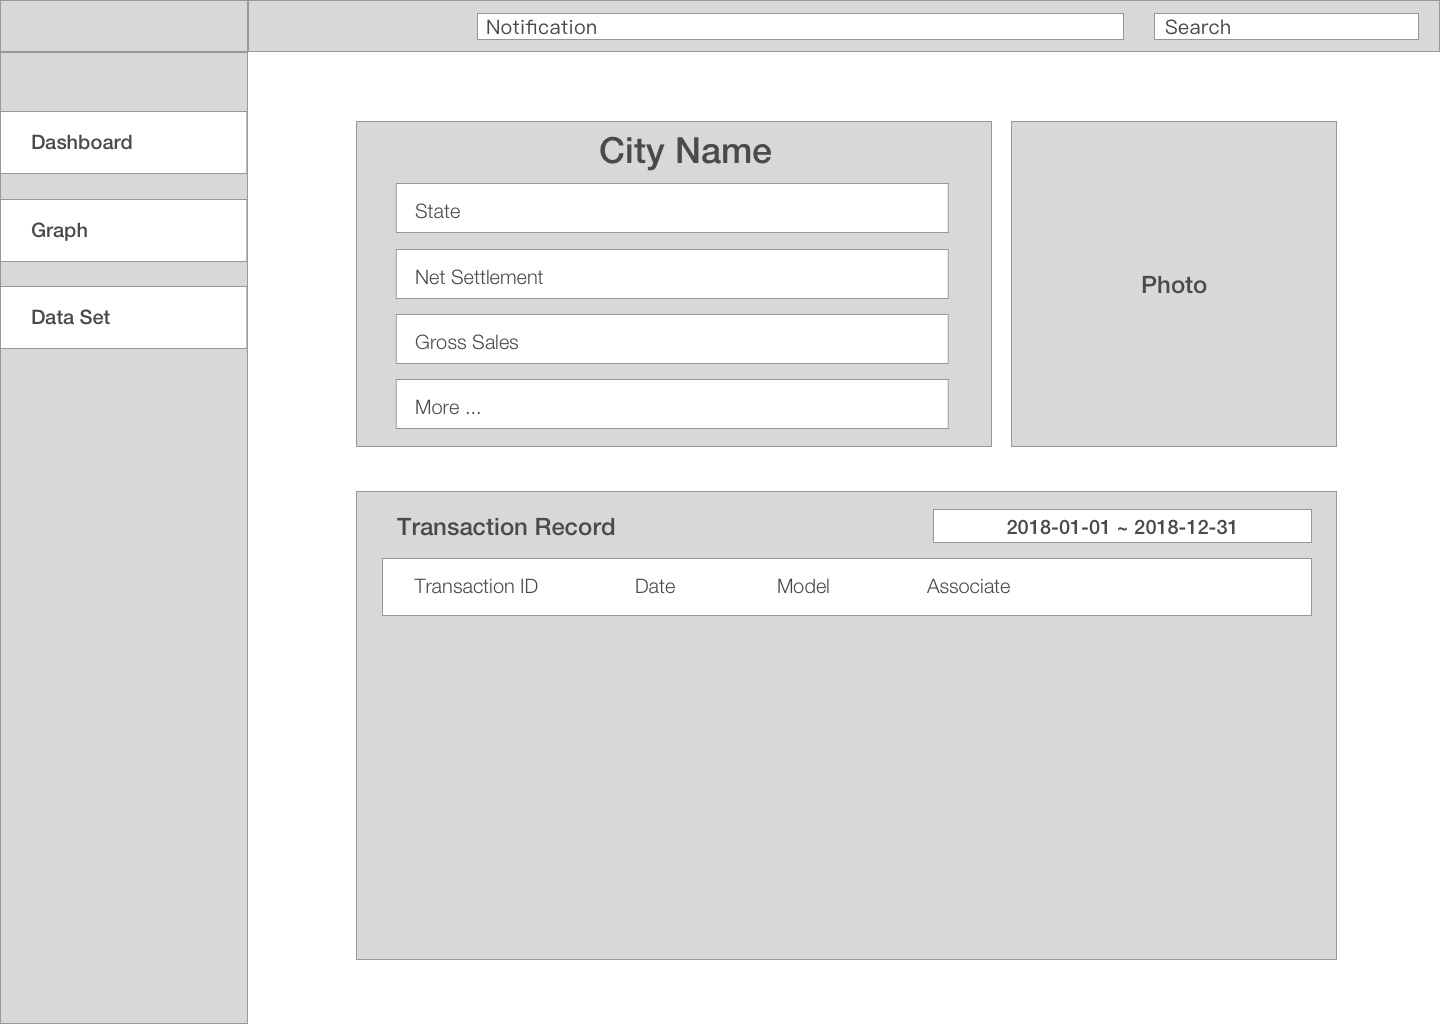 Notification
Search
Dashboard
Graph
Data Set
City Name
State
Net Settlement
Gross Sales
More ...
Photo
Transaction Record
2018-01-01 ~ 2018-12-31
Transaction ID Date Model Associate